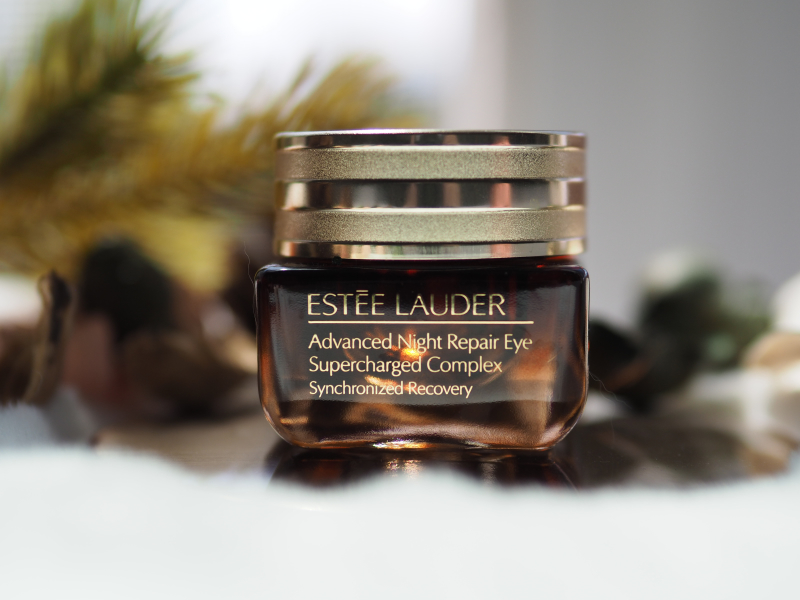 ESTĒE LAUDER
Advanced Night Repair Eye
Supercharged Complex
Synchronized Recovery